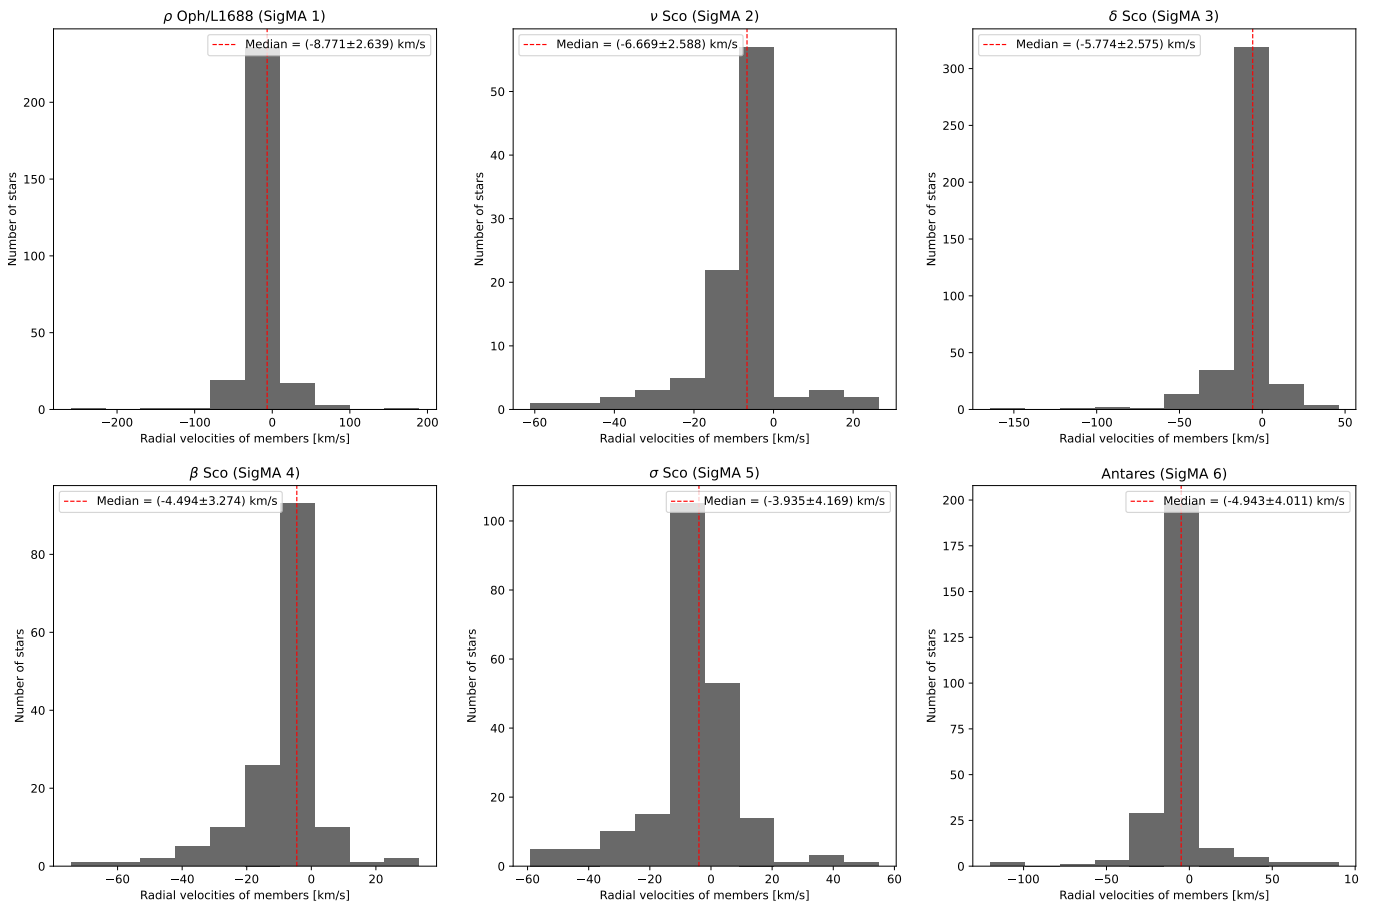 ρ Oph/L1688 (SigMA 1)
Median = (-8.771±2.639) km/s
Number of stars
200
150
100
50
0
−200 −100 0 100 200
Radial velocities of members [km/s]
ν Sco (SigMA 2)
Median = (-6.669±2.588) km/s
Number of stars
50
40
30
20
10
0
−60 −40 −20 0 20
Radial velocities of members [km/s]
δ Sco (SigMA 3)
Median = (-5.774±2.575) km/s
Number of stars
300
250
200
150
100
50
0
−150 −100 −50 0 50
Radial velocities of members [km/s]
β Sco (SigMA 4)
Median = (-4.494±3.274) km/s
Number of stars
80
60
40
20
0
−60 −40 −20 0 20
Radial velocities of members [km/s]
σ Sco (SigMA 5)
Median = (-3.935±4.169) km/s
Number of stars
100
80
60
40
20
0
−60 −40 −20 0 20 40 60
Radial velocities of members [km/s]
Antares (SigMA 6)
Median = (-4.943±4.011) km/s
Number of stars
200
175
150
125
100
75
50
25
0
−100 −50 0 50 10
Radial velocities of members [km/s]